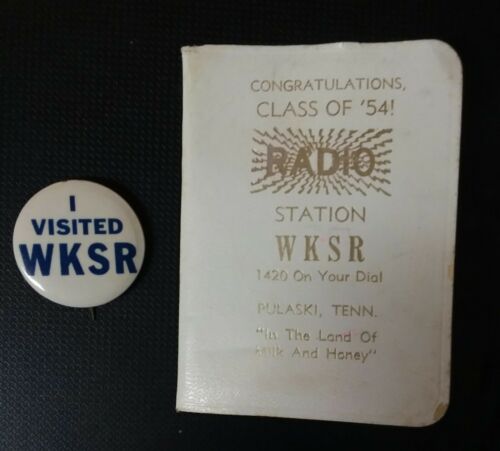 I
VISITED
WKSR
CONGRATULATIONS,
CLASS OF '54!
RADIO
STATION
WKSR
1420 On Your Dial
PULASKI, TENN.
"In The Land Of
Milk And Honey"